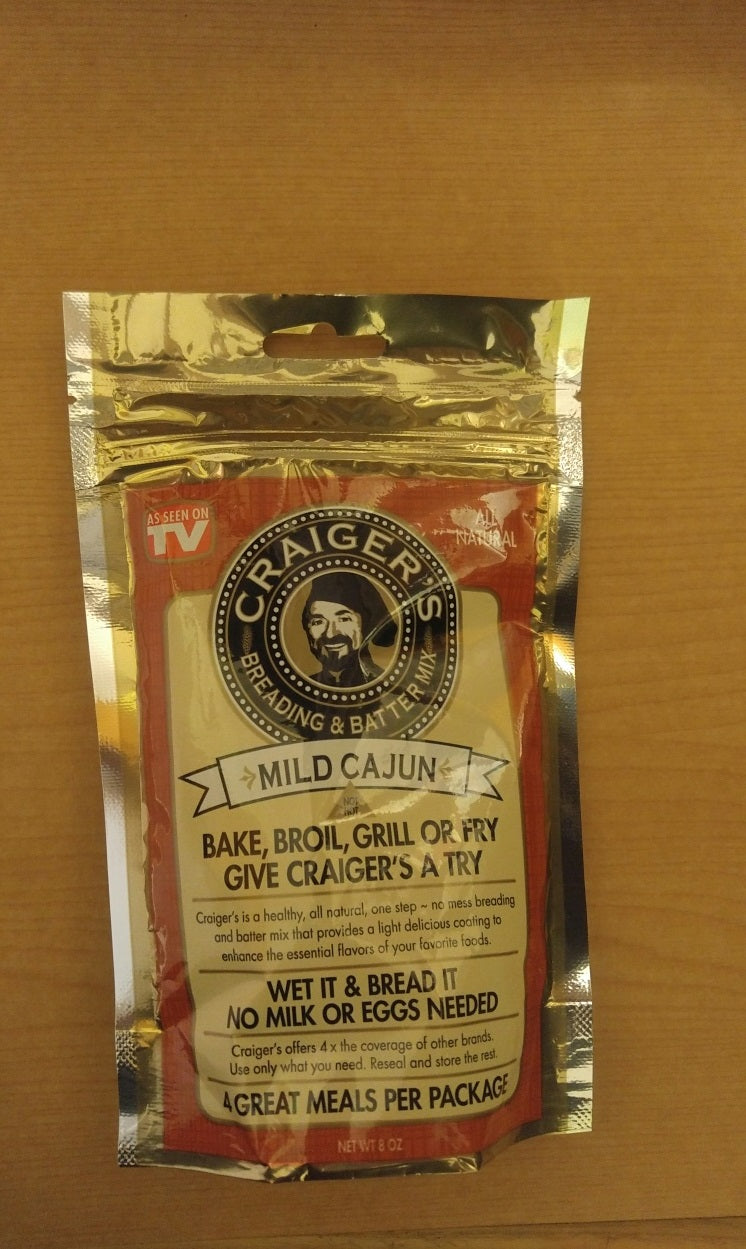 AS SEEN ON
TV
ALL
NATURAL
CRAIGER'S
BREADING & BATTER MIX
MILD CAJUN
NOT
HOT
BAKE, BROIL, GRILL OR FRY
GIVE CRAIGER'S A TRY
Craiger's is a healthy, all natural, one step ~ no mess breading
and batter mix that provides a light delicious coating to
enhance the essential flavors of your favorite foods.
WET IT & BREAD IT
NO MILK OR EGGS NEEDED
Craiger's offers 4x the coverage of other brands.
Use only what you need. Reseal and store the rest.
4 GREAT MEALS PER PACKAGE
NET WT 8 OZ